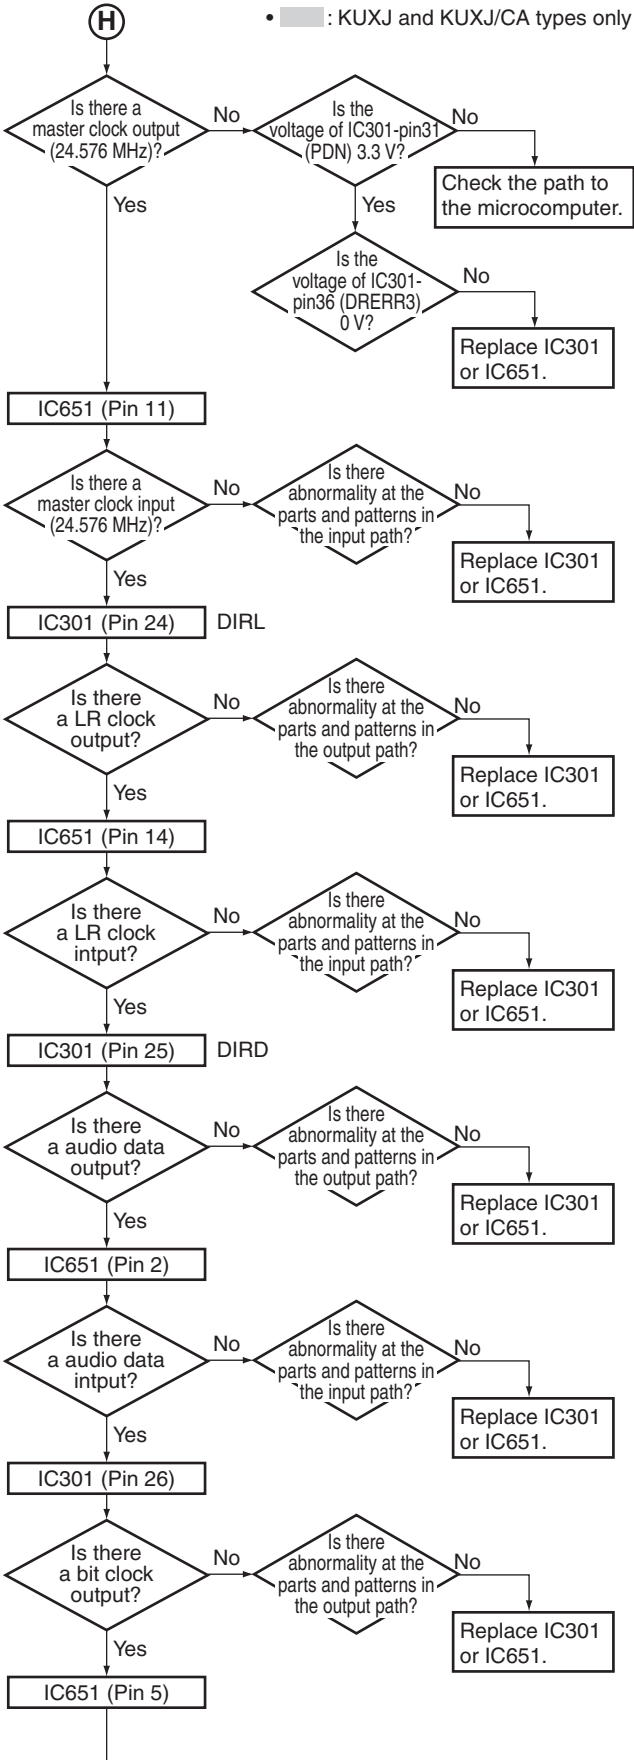 H
• : KUXJ and KUXJ/CA types only
Is there a
master clock output
(24.576 MHz)?
No
Is the
voltage of IC301-pin31
(PDN) 3.3 V?
No
Check the path to
the microcomputer.
Yes
Yes
Is the
voltage of IC301-
pin36 (DRERR3)
0 V?
No
Replace IC301
or IC651.
IC651 (Pin 11)
Is there a
master clock input
(24.576 MHz)?
No
Is there
abnormality at the
parts and patterns in
the input path?
No
Replace IC301
or IC651.
Yes
IC301 (Pin 24) DIRL
Is there
a LR clock
output?
No
Is there
abnormality at the
parts and patterns in
the output path?
No
Replace IC301
or IC651.
Yes
IC651 (Pin 14)
Is there
a LR clock
intput?
No
Is there
abnormality at the
parts and patterns in
the input path?
No
Replace IC301
or IC651.
Yes
IC301 (Pin 25) DIRD
Is there
a audio data
output?
No
Is there
abnormality at the
parts and patterns in
the output path?
No
Replace IC301
or IC651.
Yes
IC651 (Pin 2)
Is there
a audio data
intput?
No
Is there
abnormality at the
parts and patterns in
the input path?
No
Replace IC301
or IC651.
Yes
IC301 (Pin 26)
Is there
a bit clock
output?
No
Is there
abnormality at the
parts and patterns in
the output path?
No
Replace IC301
or IC651.
Yes
IC651 (Pin 5)